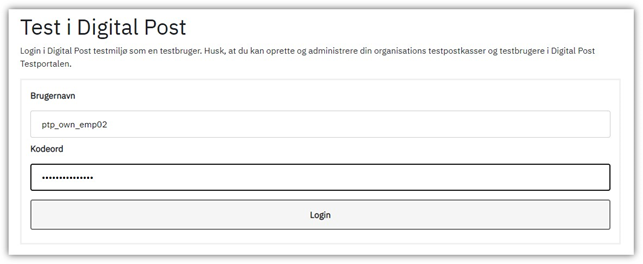 Test i Digital Post
Login i Digital Post testmiljø som en testbruger. Husk, at du kan oprette og administrere din organisations testpostkasser og testbrugere i Digital Post
Testportalen.
Brugernavn
ptp_own_emp02
Kodeord
•••••••••••••••
Login